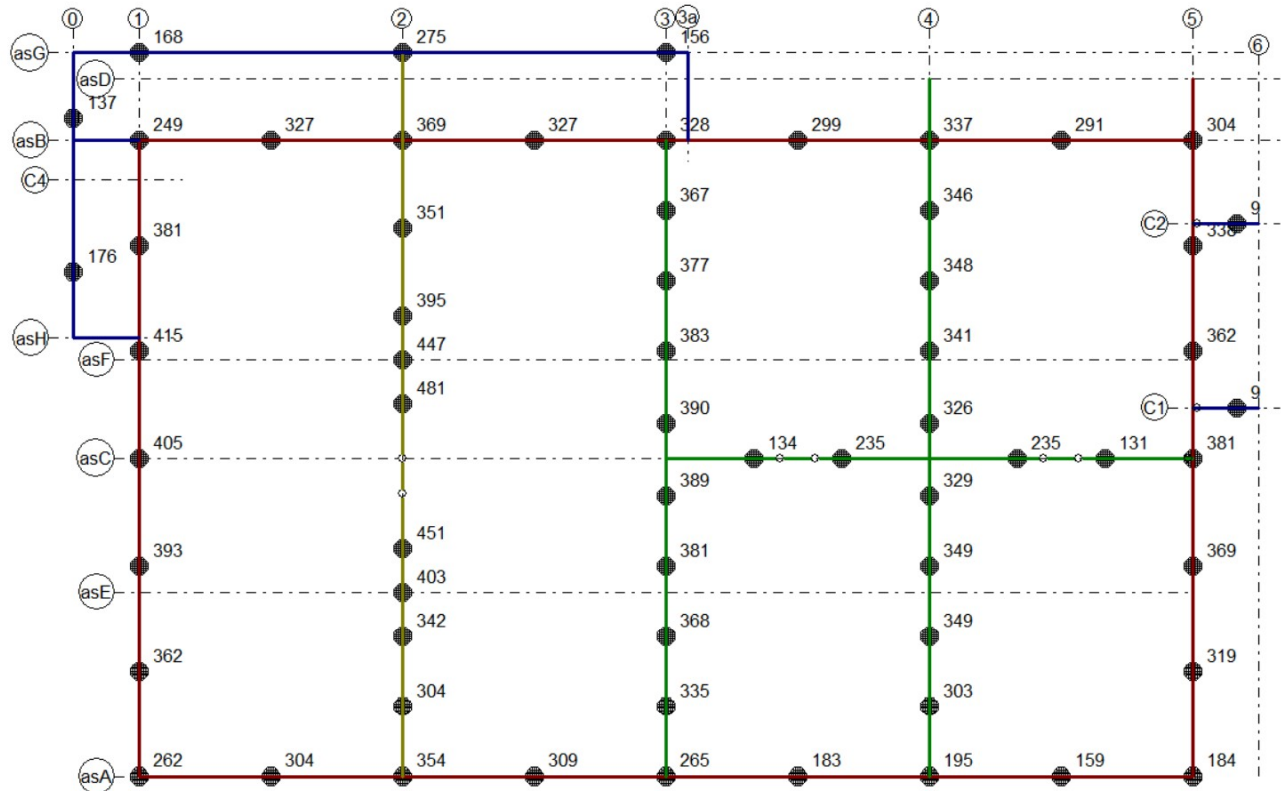 0 1 2 3 3a 4 5
asG 168 275 156 6
asD
137
asB 249 327 369 327 328 299 337 291 304
C4
367 346
351 C2 9
381 338
176 377 348
395
asH 415 383 341 362
asF 447
481 390 326 C1 9
asC 405 134 235 235 131 381
389 329
451
393 381 349 369
asE 403
342 368 349
362 319
304 335 303
asA 262 304 354 309 265 183 195 159 184